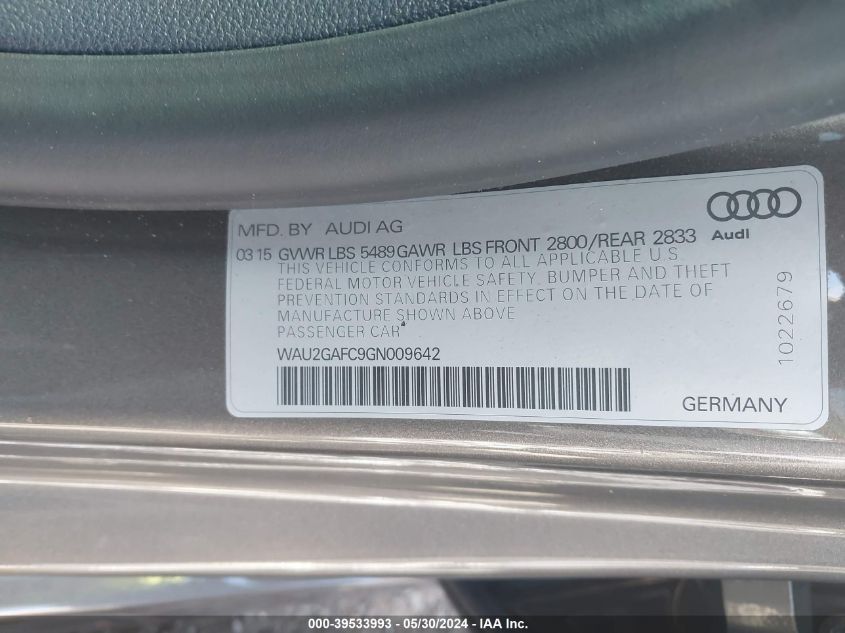 MFD. BY AUDI AG
Audi
03 15 GVWR LBS 5489 GAWR LBS FRONT 2800/REAR 2833
THIS VEHICLE CONFORMS TO ALL APPLICABLE U.S.
FEDERAL MOTOR VEHICLE SAFETY, BUMPER AND THEFT
PREVENTION STANDARDS IN EFFECT ON THE DATE OF
MANUFACTURE SHOWN ABOVE
PASSENGER CAR
WAU2GAFC9GN009642
1022679
GERMANY
000-39533993 / 05/30/2024 - IAA Inc.